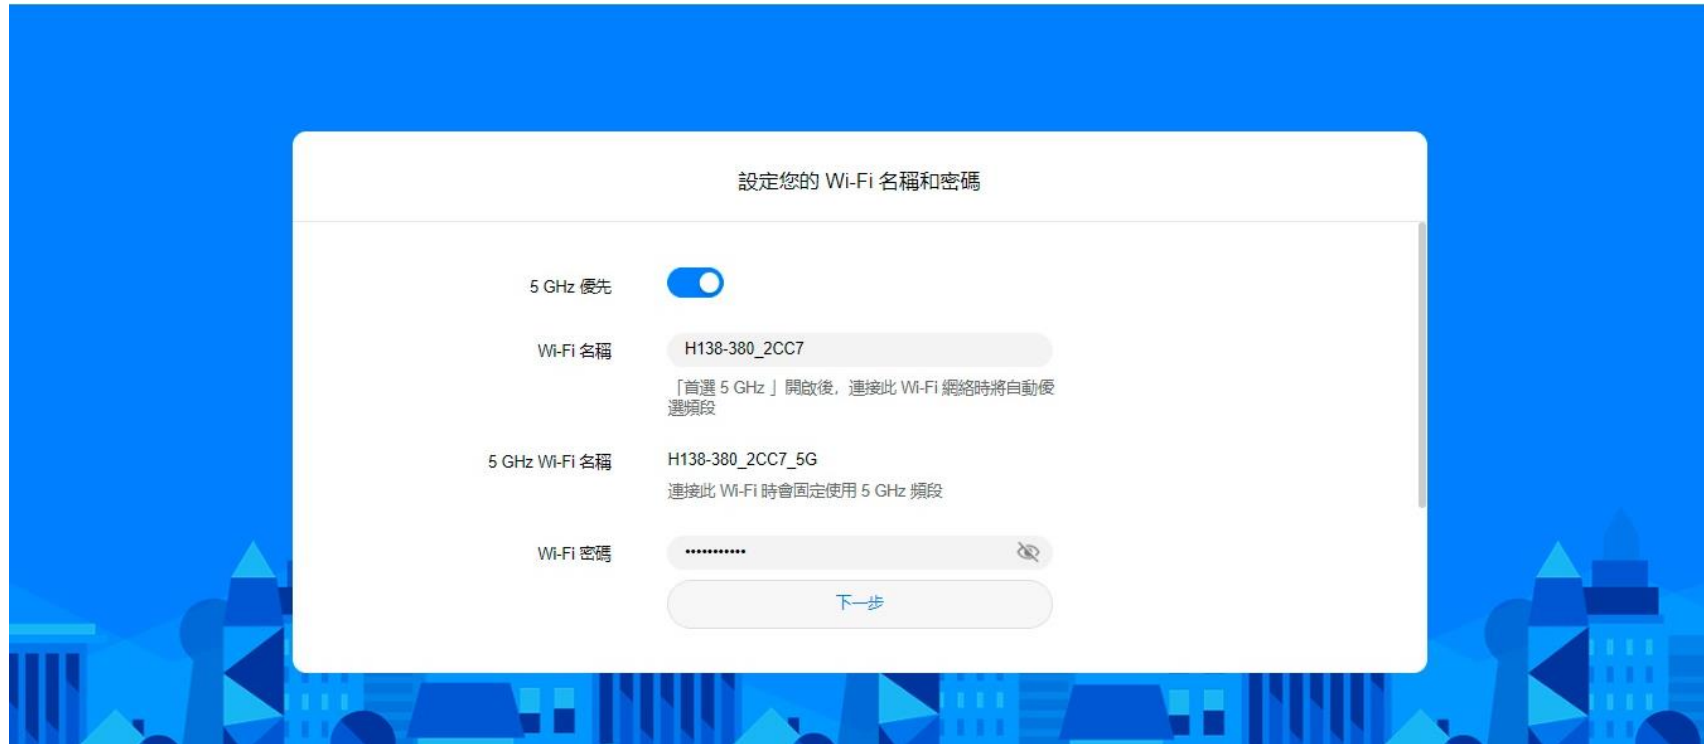 設定您的 Wi-Fi 名稱和密碼
5 GHz 優先
Wi-Fi 名稱
H138-380_2CC7
「首選 5 GHz 」開啟後，連接此 Wi-Fi 網絡時將自動優
選頻段
5 GHz Wi-Fi 名稱
H138-380_2CC7_5G
連接此 Wi-Fi 時會固定使用 5 GHz 頻段
Wi-Fi 密碼
•••••••••••
下一步